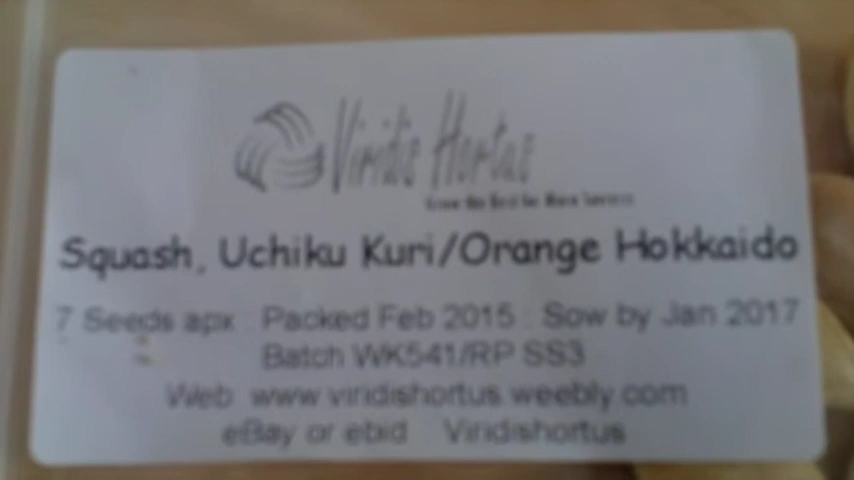 Viridis Hortus
Squash, Uchiku Kuri/Orange Hokkaido
7 Seeds apx Packed Feb 2015 Sow by Jan 2017
Batch WK541/RP SS3
Web www.viridishortus.weebly.com
eBay or ebid Viridishortus